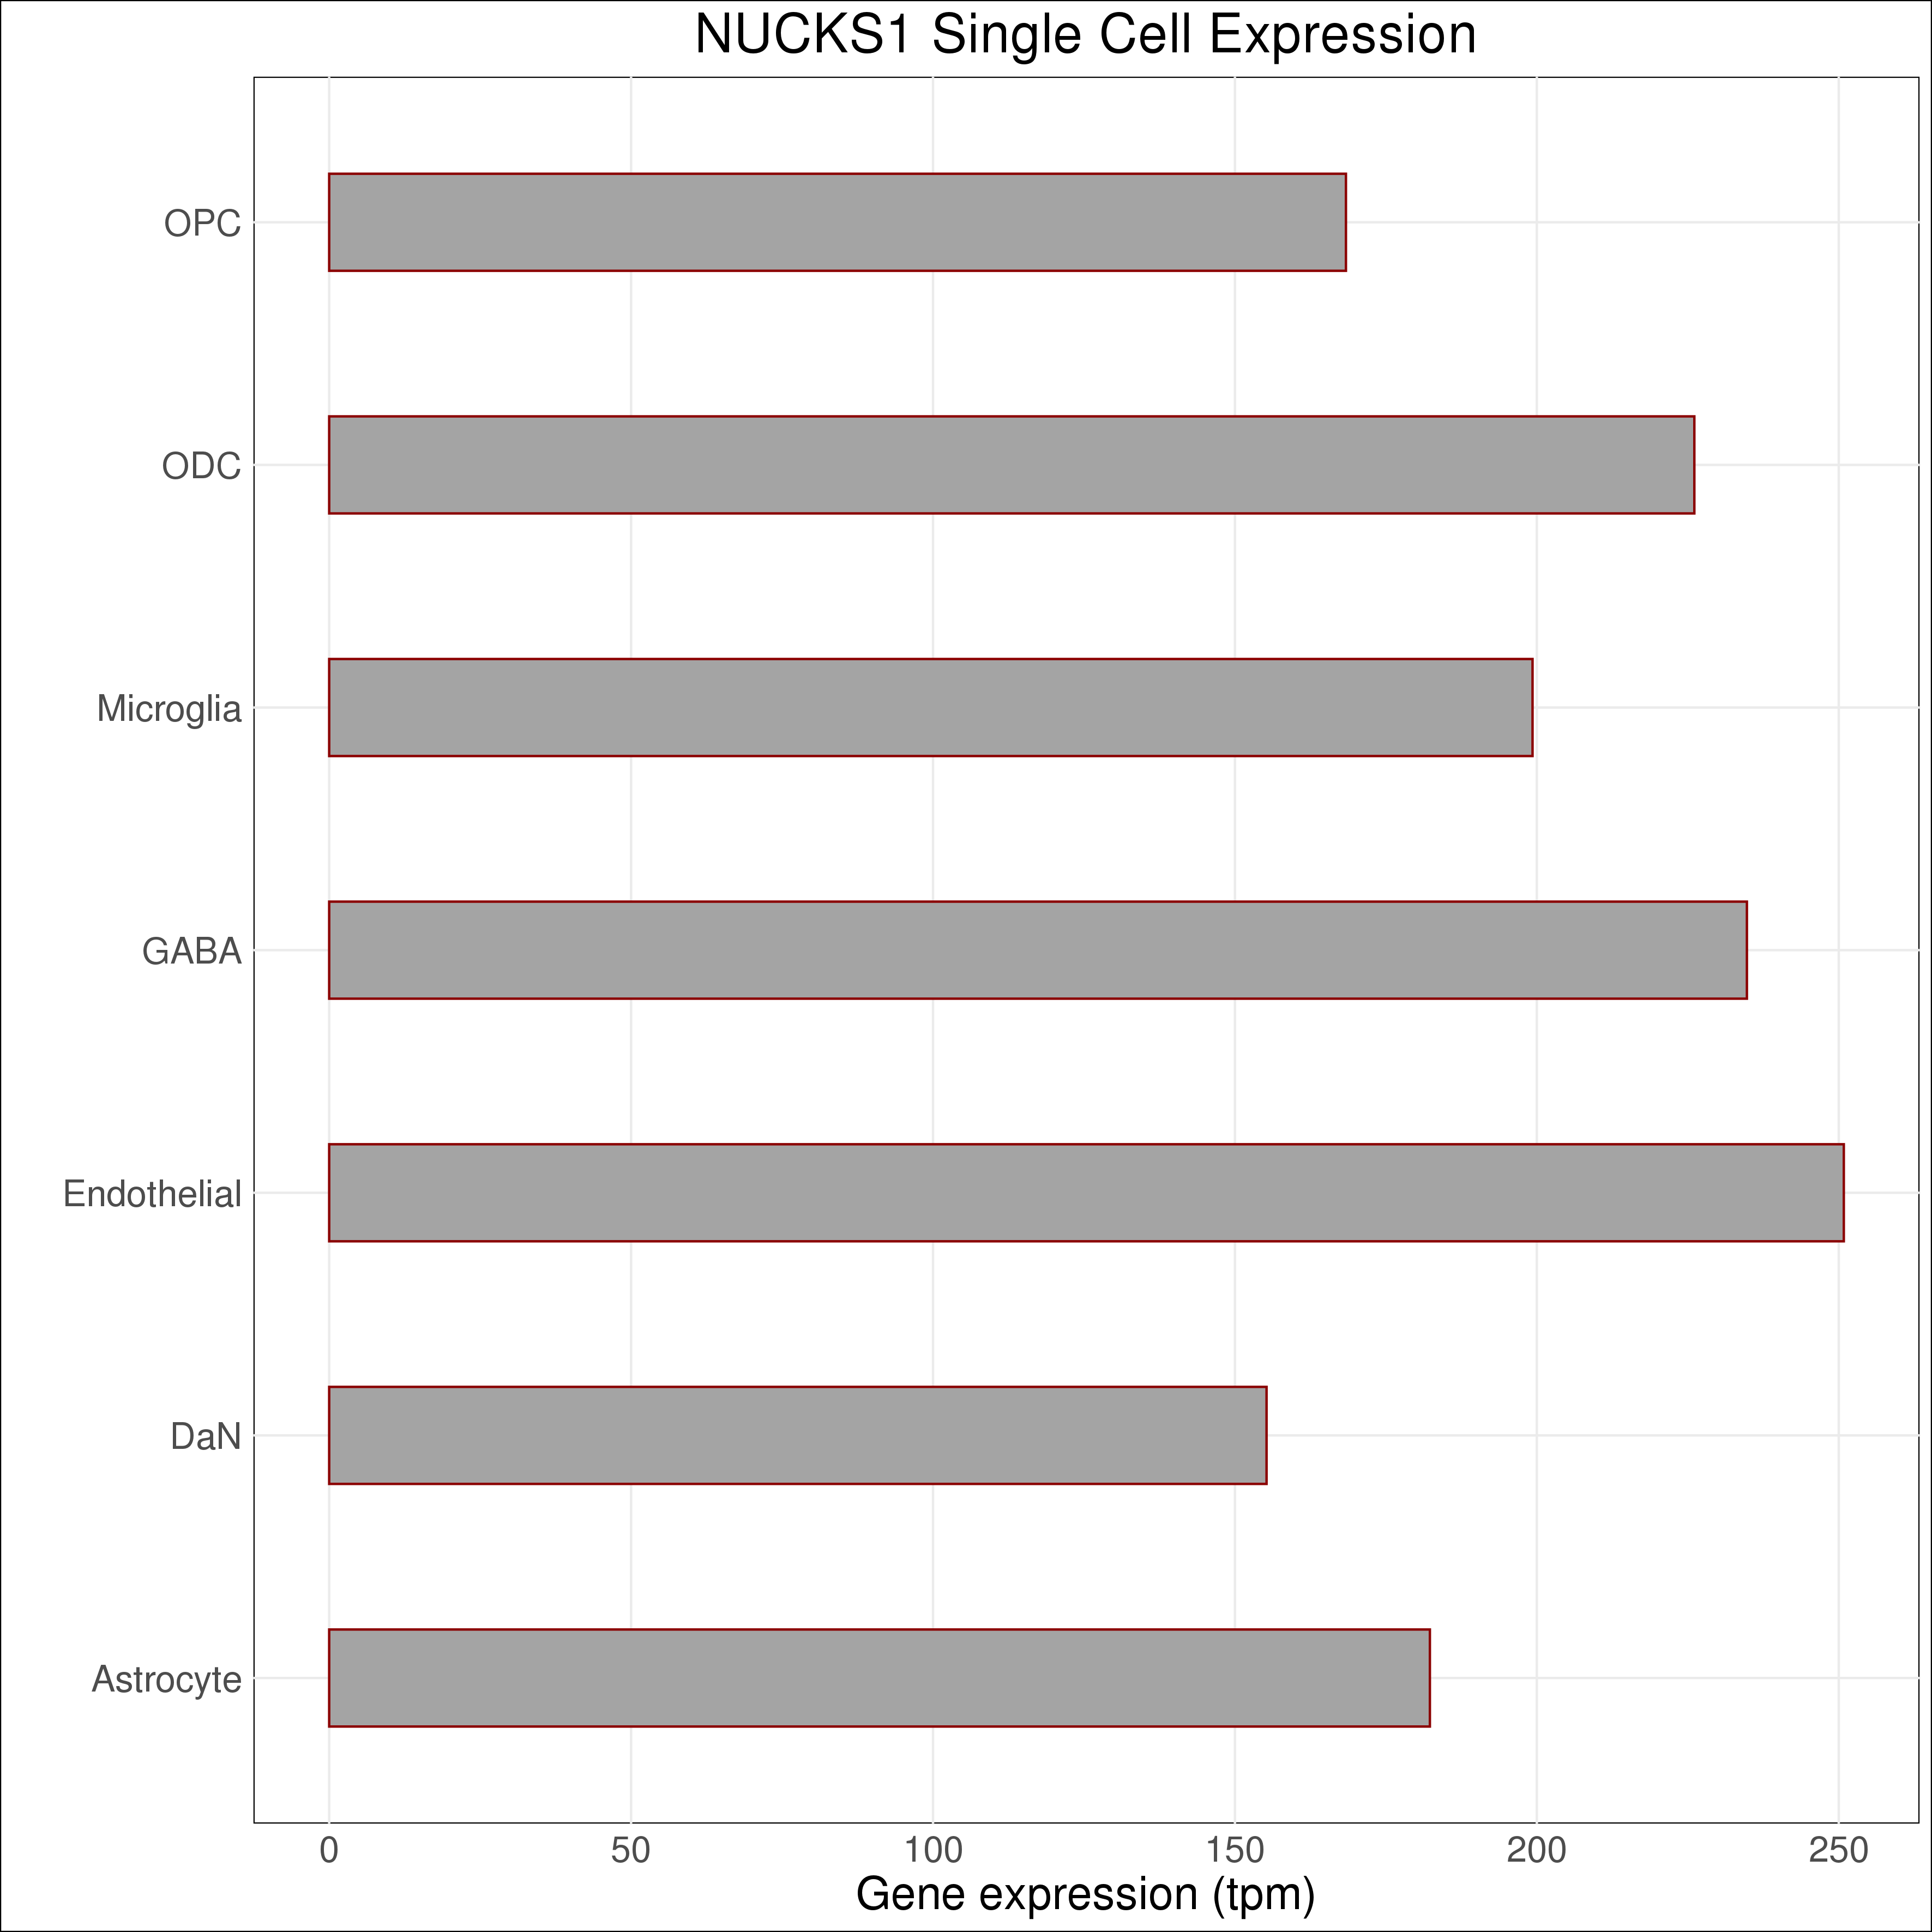 NUCKS1 Single Cell Expression
OPC
ODC
Microglia
GABA
Endothelial
DaN
Astrocyte
0 50 100 150 200 250
Gene expression (tpm)